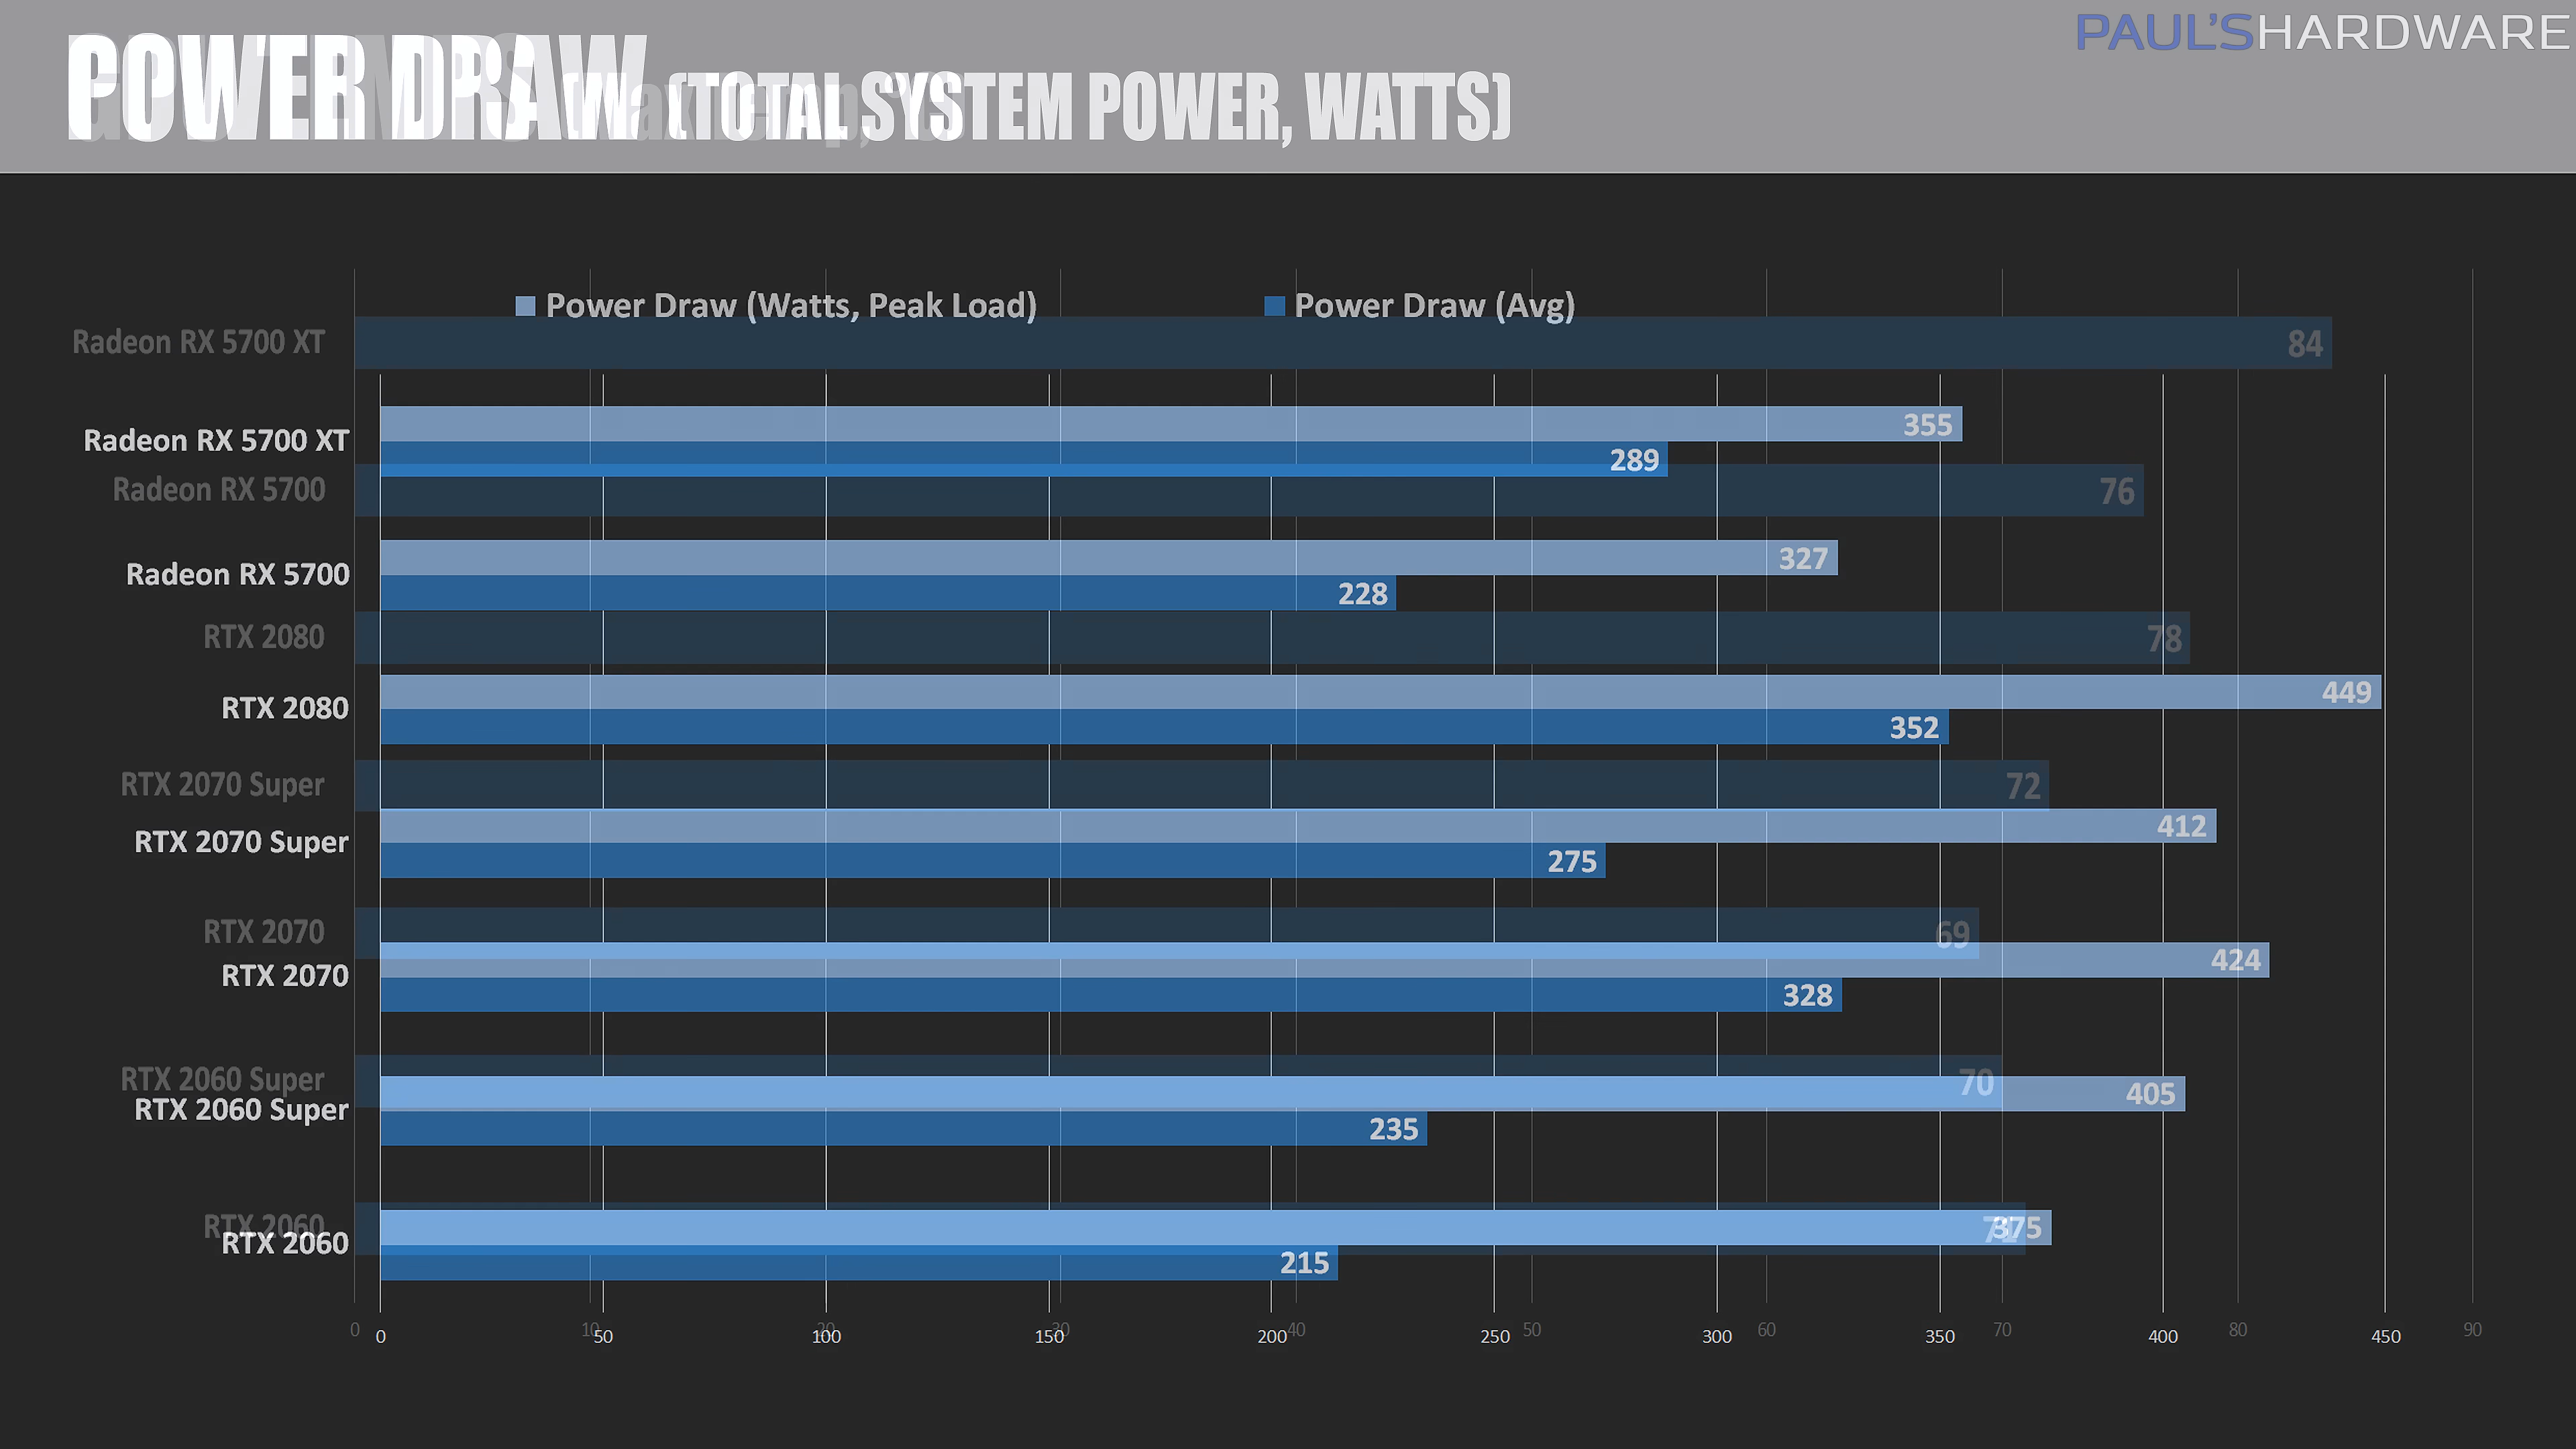 PAUL'SHARDWARE
POWER DRAW (TOTAL SYSTEM POWER, WATTS)
Power Draw (Watts, Peak Load) Power Draw (Avg)
Radeon RX 5700 XT 84
Radeon RX 5700 XT 355
289
Radeon RX 5700 76
Radeon RX 5700 327
228
RTX 2080 78
RTX 2080 449
352
RTX 2070 Super 72
RTX 2070 Super 412
275
RTX 2070 69
RTX 2070 424
328
RTX 2060 Super 70
RTX 2060 Super 405
235
RTX 2060
RTX 2060 375
215
0 10 20 30 40 50 60 70 80 90
0 50 100 150 200 250 300 350 400 450